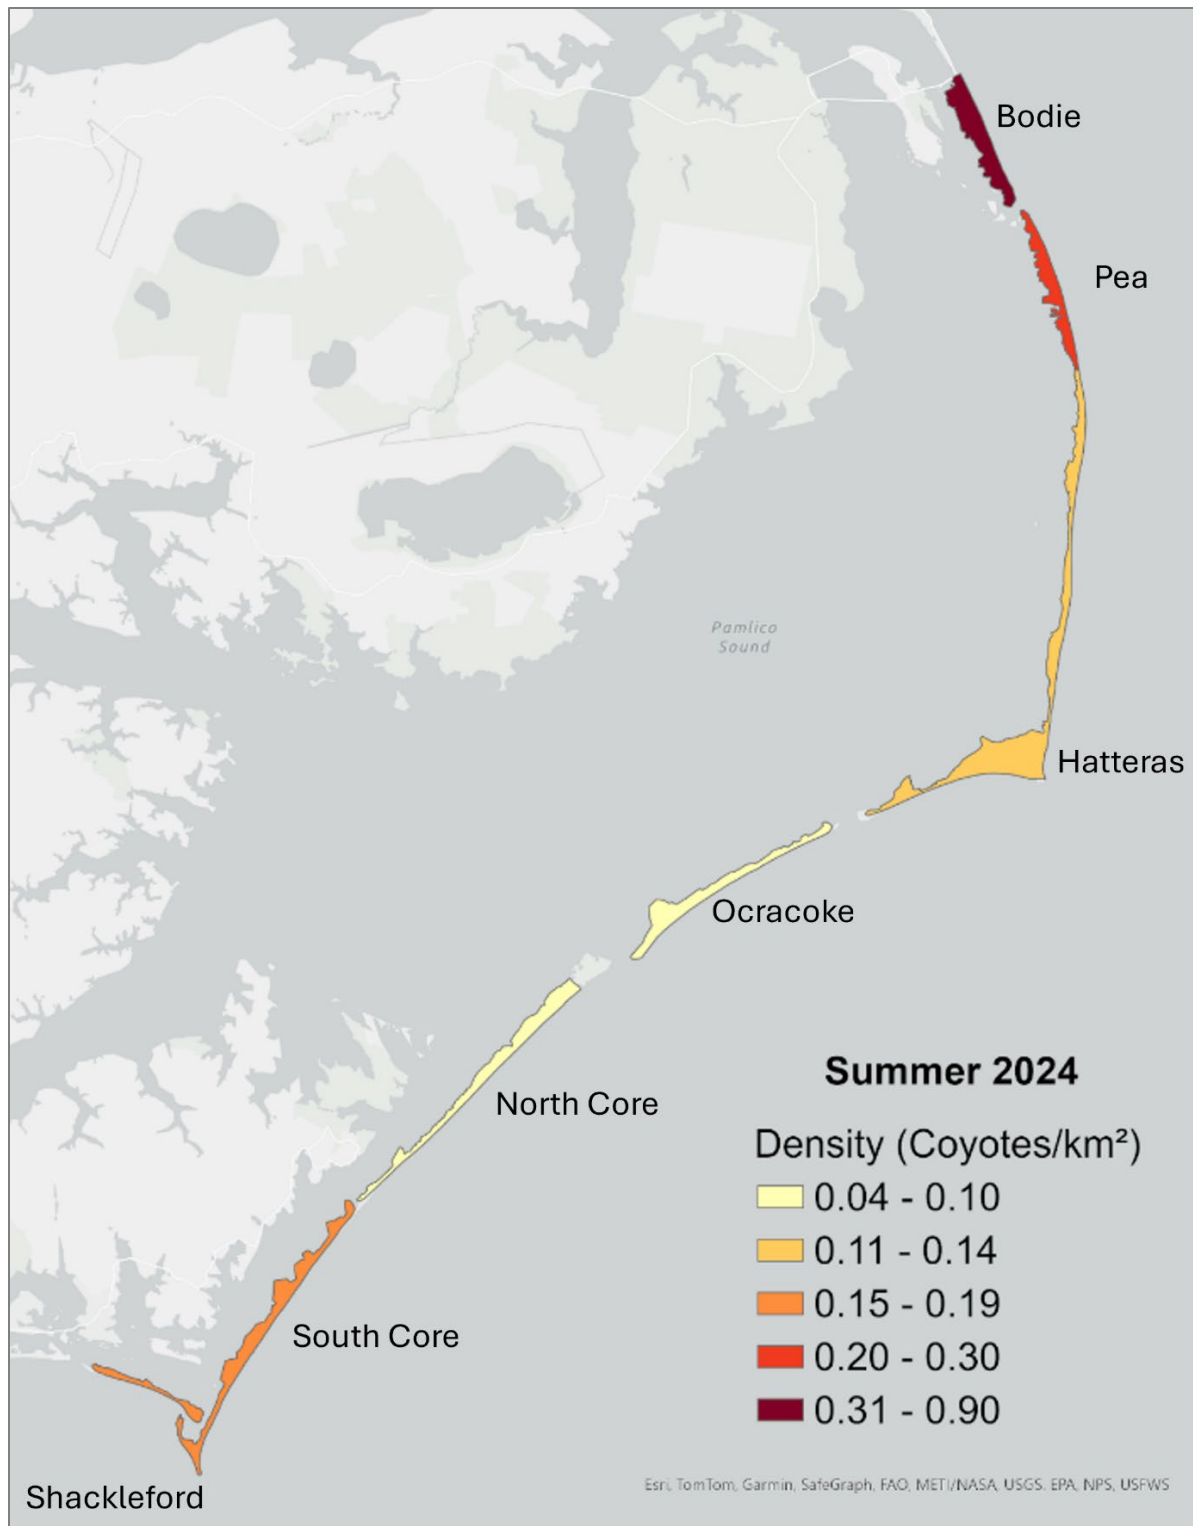 Bodie
Pea
Pamlico
Sound
Hatteras
Ocracoke
North Core
South Core
Shackleford
Summer 2024
Density (Coyotes/km²)
0.04 - 0.10
0.11 - 0.14
0.15 - 0.19
0.20 - 0.30
0.31 - 0.90
Esri, TomTom, Garmin, SafeGraph, FAO, METI/NASA, USGS, EPA, NPS, USFWS